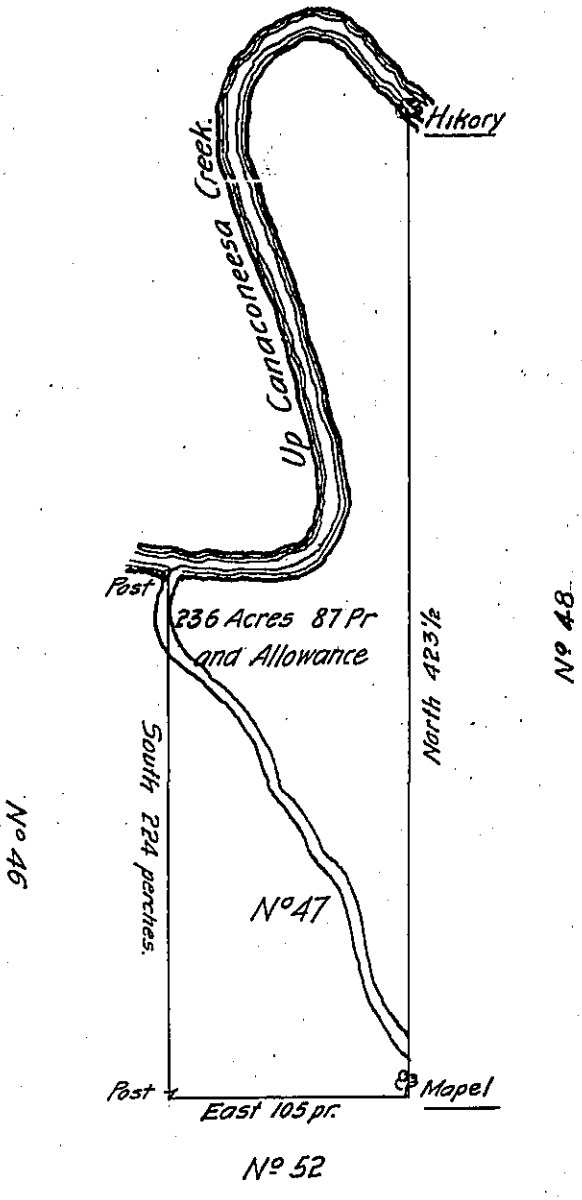 Hikory
Up Canaconeesa Creek.
Post
236 Acres 87 Pr
and Allowance
North 423½
Nº 48
South 224 perches.
Nº 46
Nº 47
Post
Mapel
East 105 pr.
Nº 52